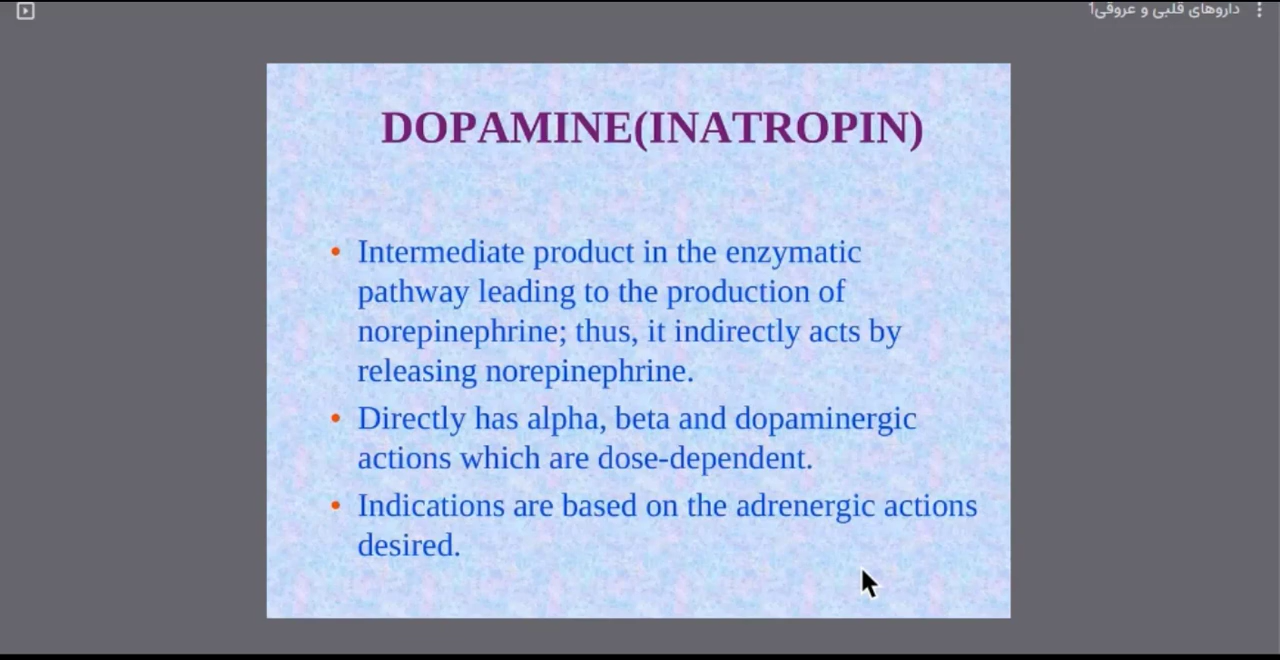 داروهای قلبی و عروقی1
DOPAMINE(INATROPIN)
• Intermediate product in the enzymatic
pathway leading to the production of
norepinephrine; thus, it indirectly acts by
releasing norepinephrine.
• Directly has alpha, beta and dopaminergic
actions which are dose-dependent.
• Indications are based on the adrenergic actions
desired.